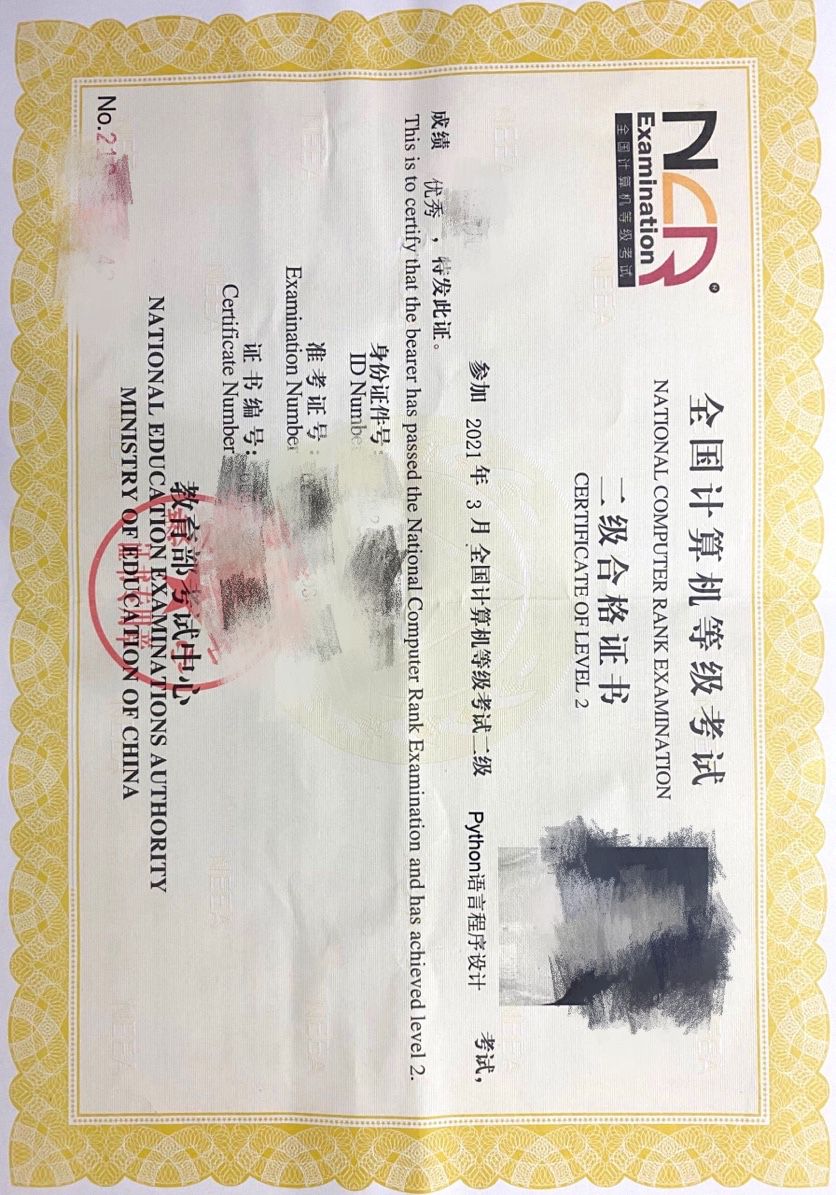 NCR
Examination
全国计算机等级考试
全国计算机等级考试
NATIONAL COMPUTER RANK EXAMINATION
二级合格证书
CERTIFICATE OF LEVEL 2
参加 2021 年 3 月全国计算机等级考试二级 Python语言程序设计 考试,
成绩 优秀 ,特发此证。
This is to certify that the bearer has passed the National Computer Rank Examination and has achieved level 2.
身份证件号:
ID Number
准考证号:
Examination Number
证书编号:
Certificate Number
教育部考试中心
NATIONAL EDUCATION EXAMINATIONS AUTHORITY
MINISTRY OF EDUCATION OF CHINA
No.21